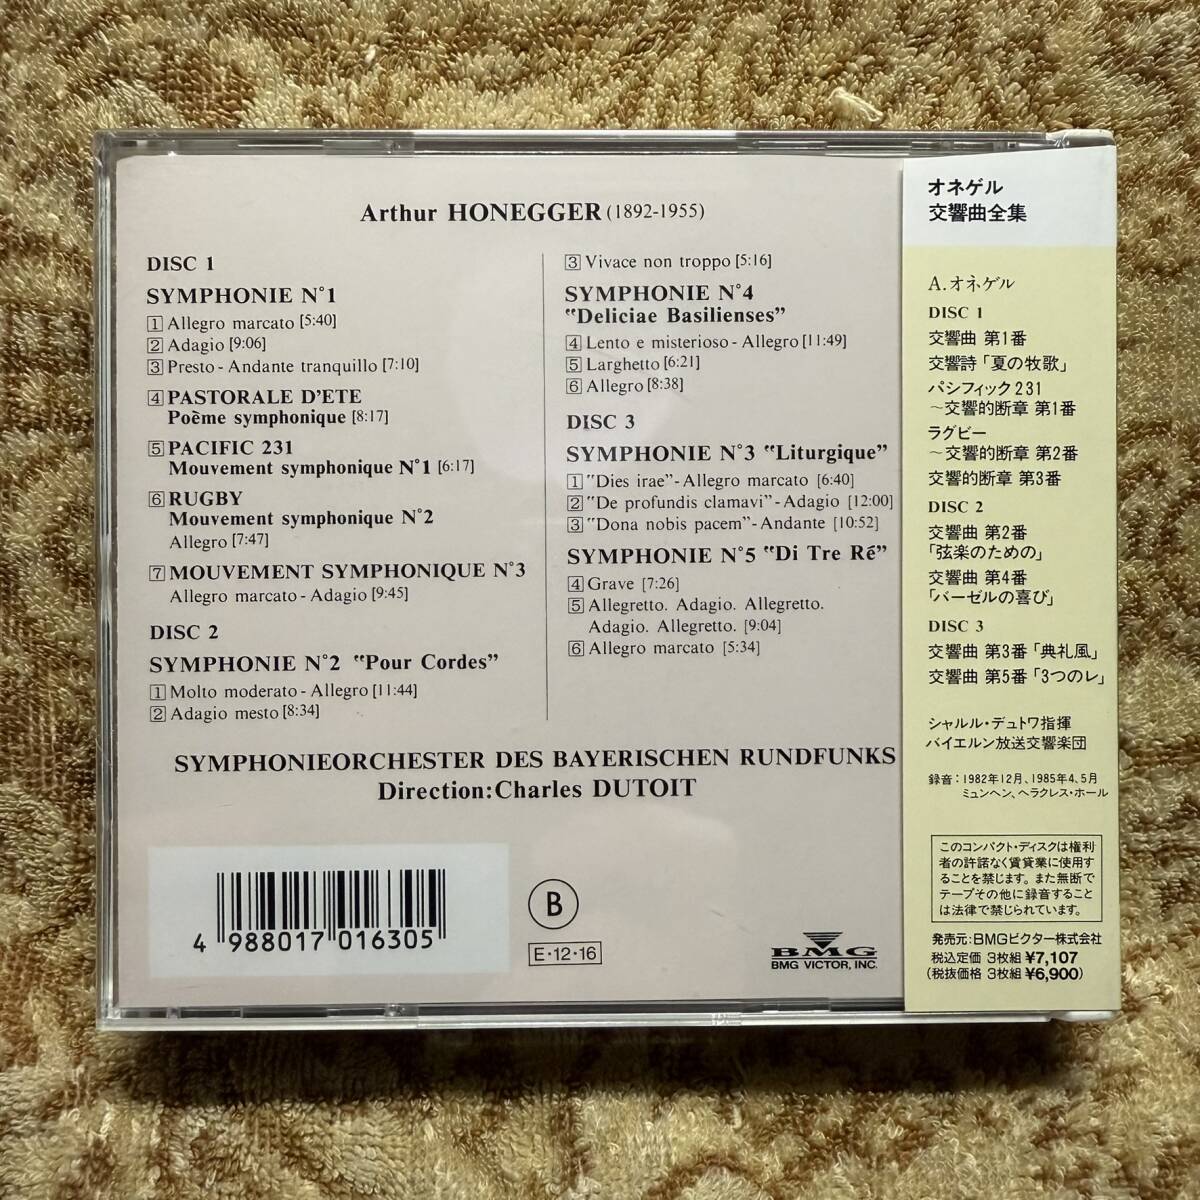 Arthur HONEGGER (1892-1955)
DISC 1
SYMPHONIE N°1
1 Allegro marcato [5:40]
2 Adagio [9:06]
3 Presto - Andante tranquillo [7:10]
4 PASTORALE D'ETE
Poème symphonique [8:17]
5 PACIFIC 231
Mouvement symphonique N°1 [6:17]
6 RUGBY
Mouvement symphonique N°2
Allegro [7:47]
7 MOUVEMENT SYMPHONIQUE N°3
Allegro marcato - Adagio [9:45]
DISC 2
SYMPHONIE N°2 "Pour Cordes"
1 Molto moderato - Allegro [11:44]
2 Adagio mesto [8:34]
3 Vivace non troppo [5:16]
SYMPHONIE N°4
"Deliciae Basilienses"
4 Lento e misterioso - Allegro [11:49]
5 Larghetto [6:21]
6 Allegro [8:38]
DISC 3
SYMPHONIE N°3 "Liturgique"
1 "Dies irae" - Allegro marcato [6:40]
2 "De profundis clamavi" - Adagio [12:00]
3 "Dona nobis pacem" - Andante [10:52]
SYMPHONIE N°5 "Di Tre Ré"
4 Grave [7:26]
5 Allegretto. Adagio. Allegretto.
Adagio. Allegretto. [9:04]
6 Allegro marcato [5:34]
SYMPHONIEORCHESTER DES BAYERISCHEN RUNDFUNKS
Direction:Charles DUTOIT
4 988017 016305
B
E・12・16
BMG
BMG VICTOR, INC.
オネゲル
交響曲全集
A.オネゲル
DISC 1
交響曲 第1番
交響詩「夏の牧歌」
パシフィック231
～交響的断章 第1番
ラグビー
～交響的断章 第2番
交響的断章 第3番
DISC 2
交響曲 第2番
「弦楽のための」
交響曲 第4番
「バーゼルの喜び」
DISC 3
交響曲 第3番「典礼風」
交響曲 第5番「3つのレ」
シャルル・デュトワ指揮
バイエルン放送交響楽団
録音：1982年12月、1985年4、5月
ミュンヘン、ヘラクレス・ホール
このコンパクト・ディスクは権利
者の許諾なく賃貸業に使用す
ることを禁じます。また無断で
テープその他に録音すること
は法律で禁じられています。
発売元：BMGビクター株式会社
税込定価 3枚組 ¥7,107
(税抜価格 3枚組 ¥6,900)